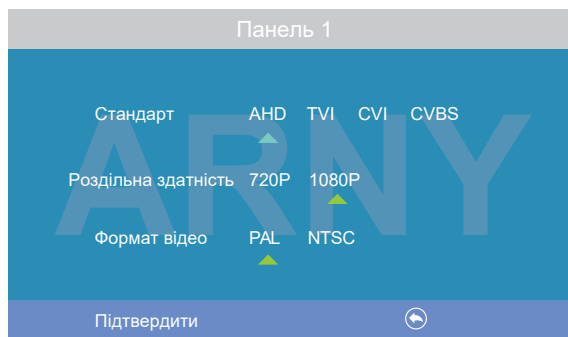 Панель 1
Стандарт AHD TVI CVI CVBS
Роздільна здатність 720P 1080P
Формат відео PAL NTSC
ARNY
Підтвердити